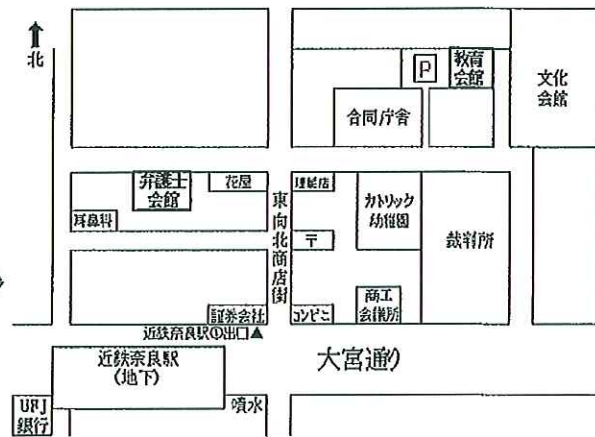 北
P
教育
会館
文化
会館
合同庁舎
弁護士
会館
花屋
理髪店
カトリック
幼稚園
耳鼻科
東向北商店街
〒
裁判所
証券会社
コンビニ
商工
会議所
近鉄奈良駅①出口▲
近鉄奈良駅
(地下)
大宮通り
UFJ
銀行
噴水